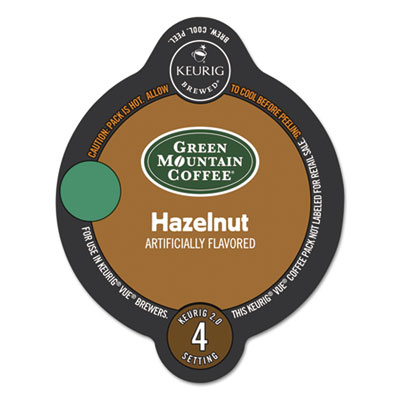 BREW. COOL. PEEL.
KEURIG
BREWED®
CAUTION: PACK IS HOT. ALLOW TO COOL BEFORE PEELING.
GREEN
MOUNTAIN
COFFEE®
Hazelnut
ARTIFICIALLY FLAVORED
FOR USE IN KEURIG® VUE® BREWERS.
THIS KEURIG® VUE® COFFEE PACK NOT LABELED FOR RETAIL SALE.
KEURIG 2.0
4
SETTING